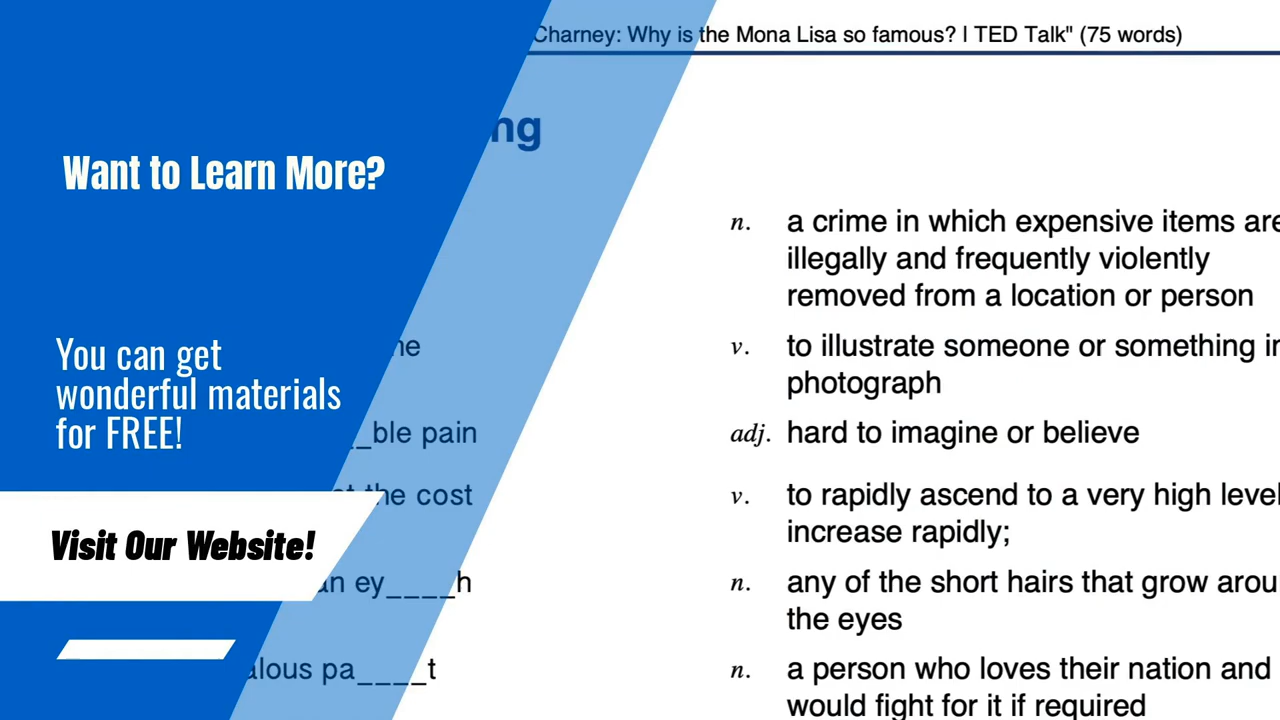 Charney: Why is the Mona Lisa so famous? | TED Talk" (75 words)
Want to Learn More?
You can get
wonderful materials
for FREE!
Visit Our Website!
n. a crime in which expensive items are
illegally and frequently violently
removed from a location or person
v. to illustrate someone or something in
photograph
_ble pain
adj. hard to imagine or believe
the cost
v. to rapidly ascend to a very high level
increase rapidly;
an ey____h
n. any of the short hairs that grow arou
the eyes
alous pa____t
n. a person who loves their nation and
would fight for it if required